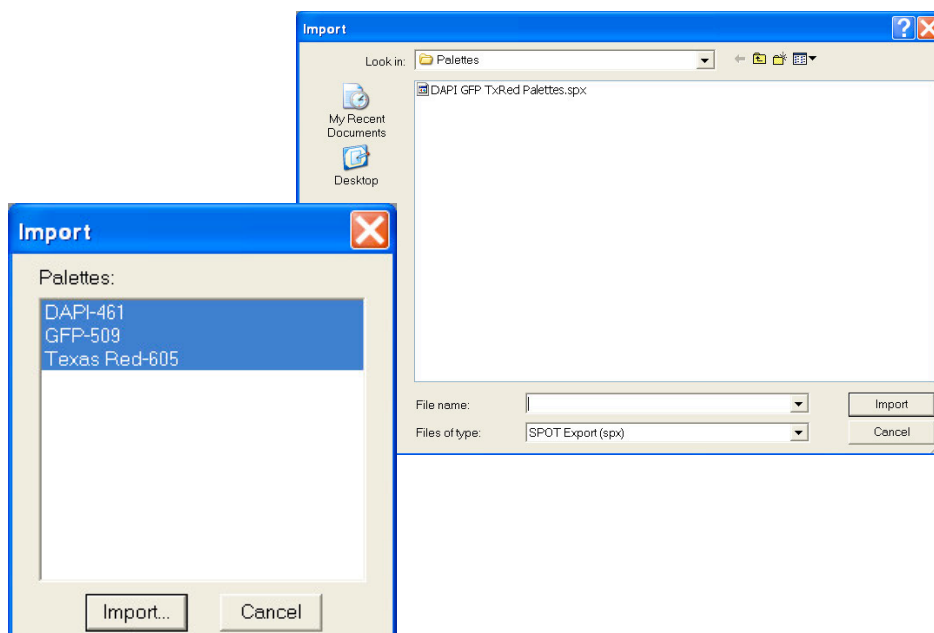 Import
Look in: Palettes
DAPI GFP TxRed Palettes.spx
My Recent
Documents
Desktop
File name:
Import
Files of type: SPOT Export (spx)
Cancel
Import
Palettes:
DAPI-461
GFP-509
Texas Red-605
Import... Cancel